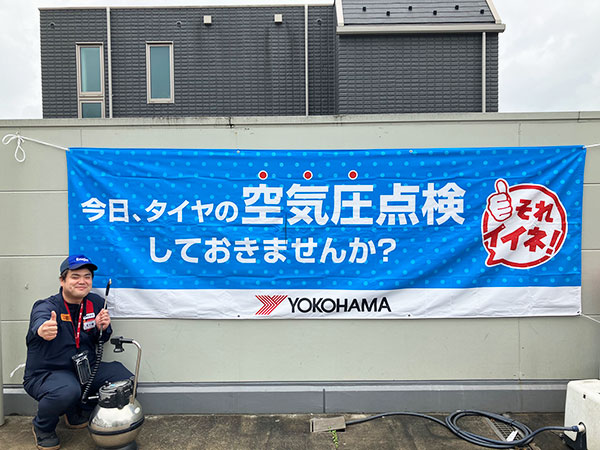 今日、タイヤの空気圧点検
しておきませんか?
それ
イイネ!
YOKOHAMA